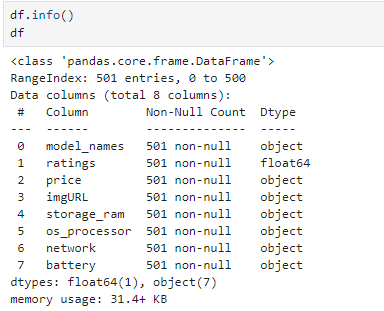 df.info()
df
<class 'pandas.core.frame.DataFrame'>
RangeIndex: 501 entries, 0 to 500
Data columns (total 8 columns):
 #   Column        Non-Null Count  Dtype
---  ------        --------------  -----
 0   model_names   501 non-null    object
 1   ratings       501 non-null    float64
 2   price         501 non-null    object
 3   imgURL        501 non-null    object
 4   storage_ram   501 non-null    object
 5   os_processor  501 non-null    object
 6   network       501 non-null    object
 7   battery       501 non-null    object
dtypes: float64(1), object(7)
memory usage: 31.4+ KB